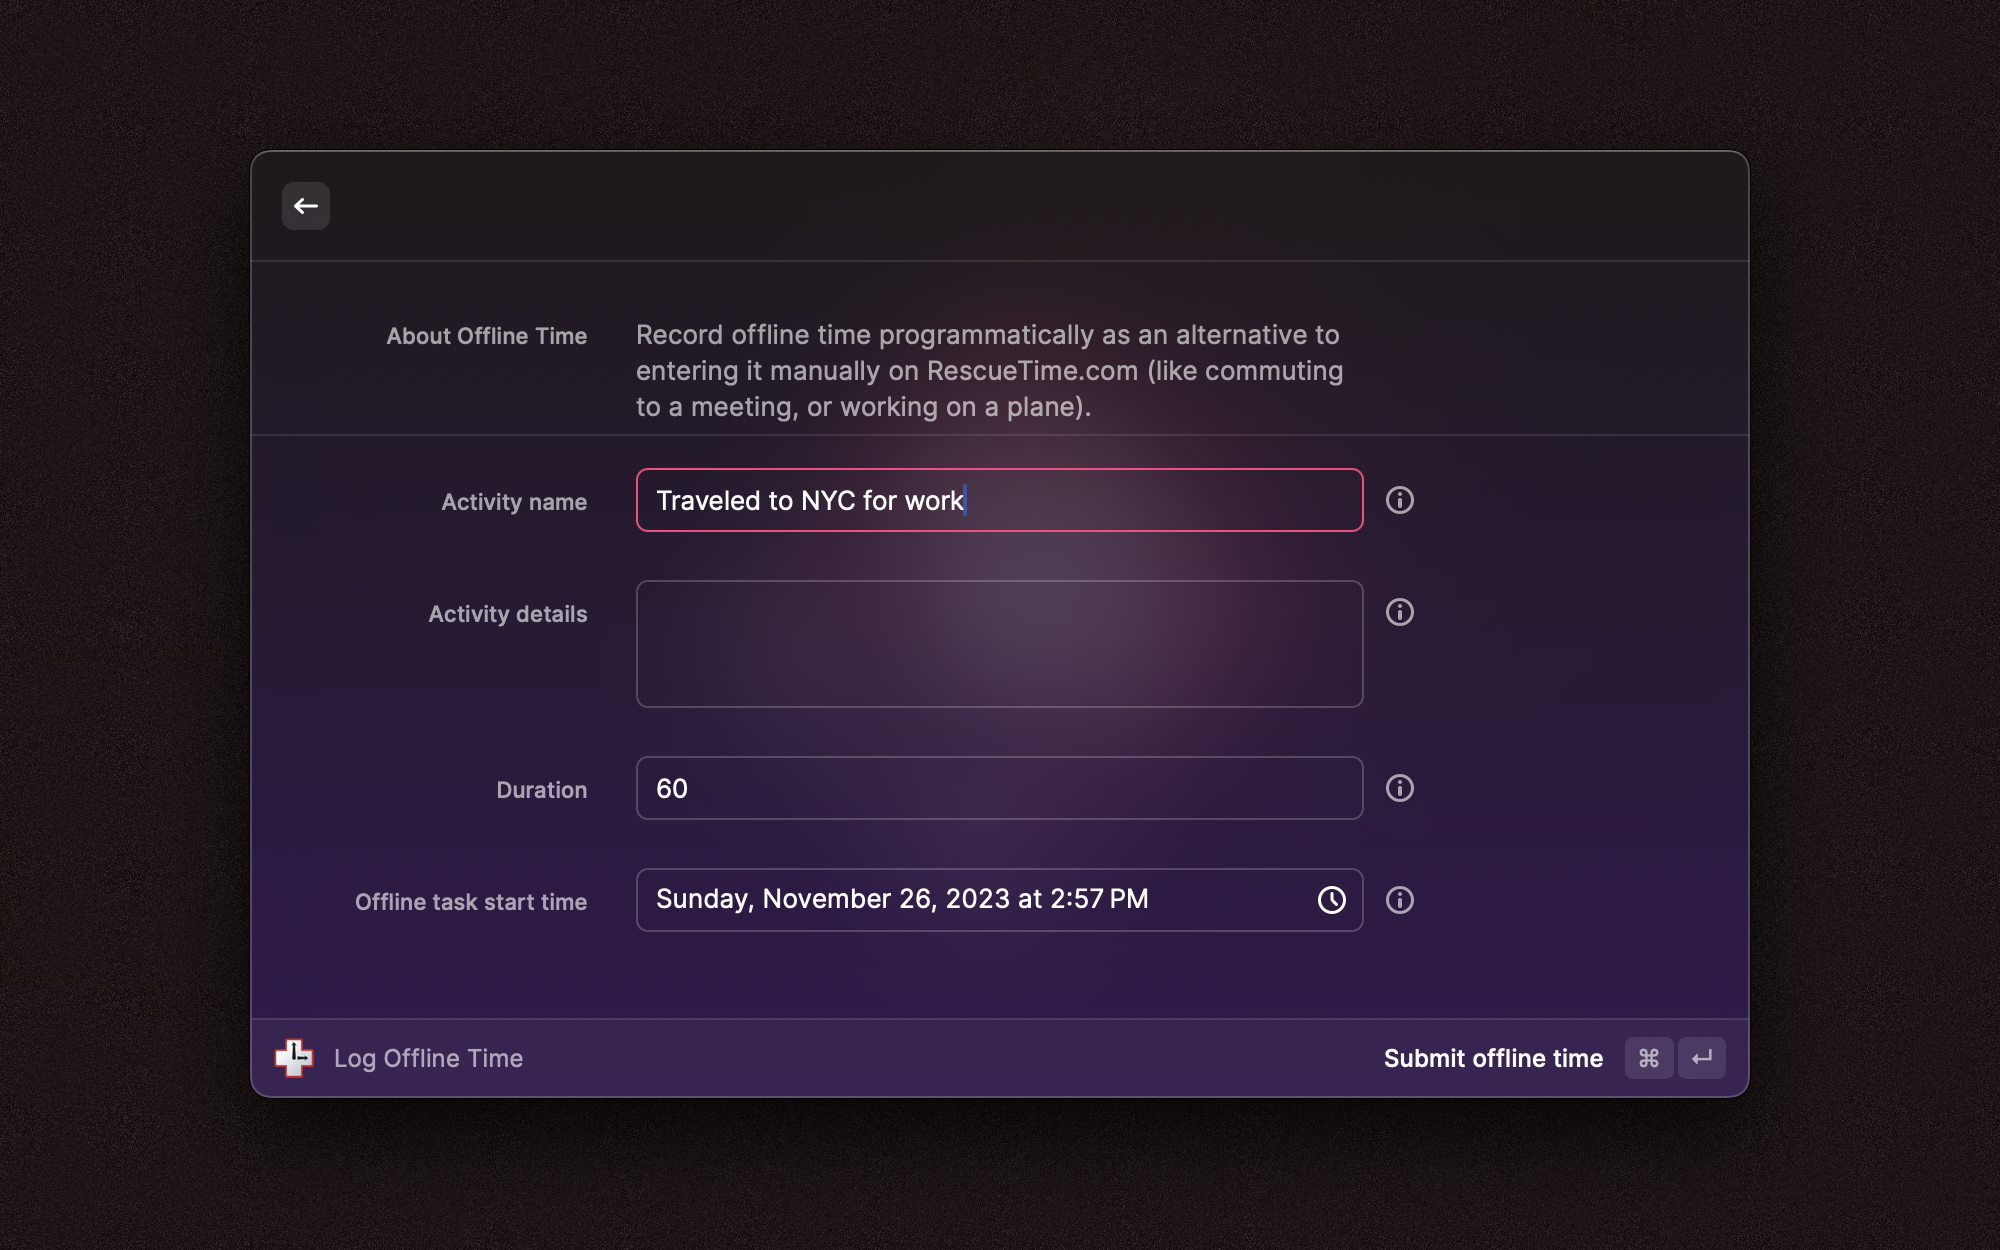 About Offline Time
Record offline time programmatically as an alternative to
entering it manually on RescueTime.com (like commuting
to a meeting, or working on a plane).
Activity name
Traveled to NYC for work
Activity details
Duration
60
Offline task start time
Sunday, November 26, 2023 at 2:57 PM
Log Offline Time
Submit offline time ⌘ ↵